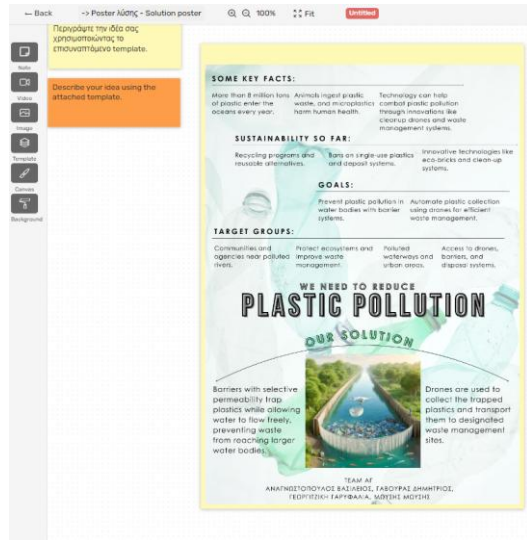 ← Back
-> Poster λύσης - Solution poster
100%
Fit
Untitled
Περιγράψτε την ιδέα σας
χρησιμοποιώντας το
επισυναπτόμενο template.
Describe your idea using the
attached template.
Note
Video
Image
Template
Canvas
Background
SOME KEY FACTS:
More than 8 million tons
of plastic enter the
oceans every year.
Animals ingest plastic
waste, and microplastics
harm human health.
Technology can help
combat plastic pollution
through innovations like
cleanup drones and waste
management systems.
SUSTAINABILITY SO FAR:
Recycling programs and
reusable alternatives.
Bans on single-use plastics
and deposit systems.
Innovative technologies like
eco-bricks and clean-up
systems.
GOALS:
Prevent plastic pollution in
water bodies with barrier
systems.
Automate plastic collection
using drones for efficient
waste management.
TARGET GROUPS:
Communities and
agencies near polluted
rivers.
Protect ecosystems and
improve waste
management.
Polluted
waterways and
urban areas.
Access to drones,
barriers, and
disposal systems.
WE NEED TO REDUCE
PLASTIC POLLUTION
OUR SOLUTION
Barriers with selective
permeability trap
plastics while allowing
water to flow freely,
preventing waste
from reaching larger
water bodies.
Drones are used to
collect the trapped
plastics and transport
them to designated
waste management
sites.
TEAM ΑΓ
ΑΝΑΓΝΩΣΤΟΠΟΥΛΟΣ ΒΑΣΙΛΕΙΟΣ, ΓΑΒΟΥΡΑΣ ΔΗΜΗΤΡΙΟΣ,
ΓΕΩΡΓΙΤΖΙΚΗ ΓΑΡΥΦΑΛΙΑ, ΜΩΥΣΗΣ ΜΩΥΣΗΣ